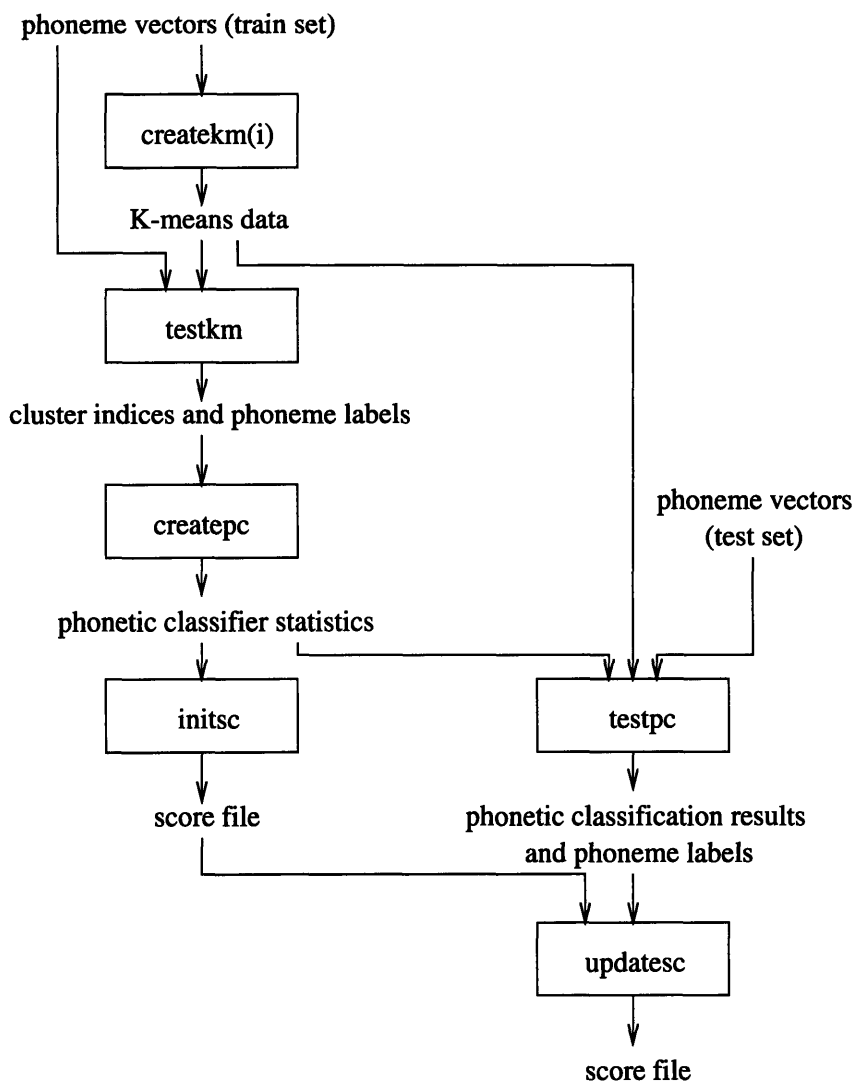 phoneme vectors (train set)
createkm(i)
K-means data
testkm
cluster indices and phoneme labels
createpc
phoneme vectors
(test set)
phonetic classifier statistics
initsc
testpc
score file
phonetic classification results
and phoneme labels
updatesc
score file